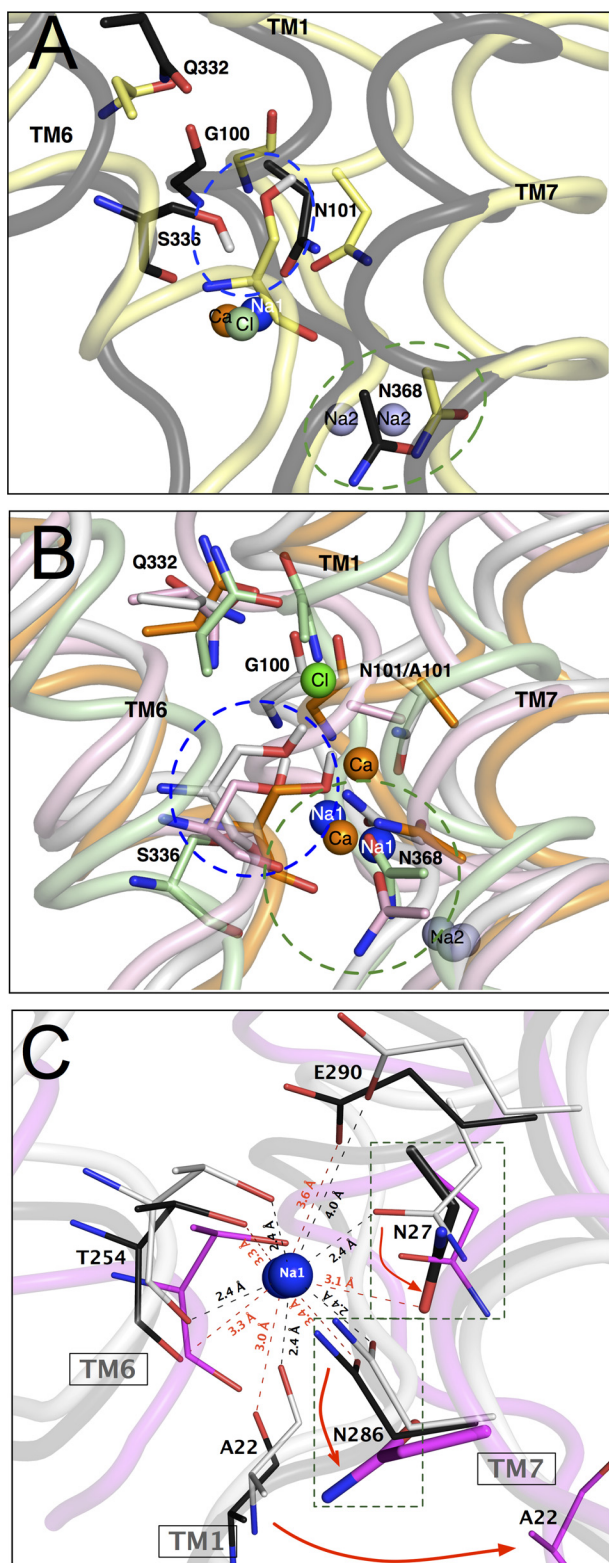 A
TM1
Q332
G100
TM6
TM7
N101
S336
Na1
Ca
Cl
N368
Na2
Na2
B
Q332
TM1
G100
Cl
N101/A101
TM6
TM7
Ca
Na1
Ca
Na1
S336
N368
Na2
C
E290
3.6 Å
4.0 Å
N27
2.4 Å
3.3 Å
2.4 Å
T254
Na1
3.1 Å
2.4 Å
3.3 Å
3.4 Å
2.4 Å
3.0 Å
2.4 Å
TM6
N286
A22
TM7
TM1
A22